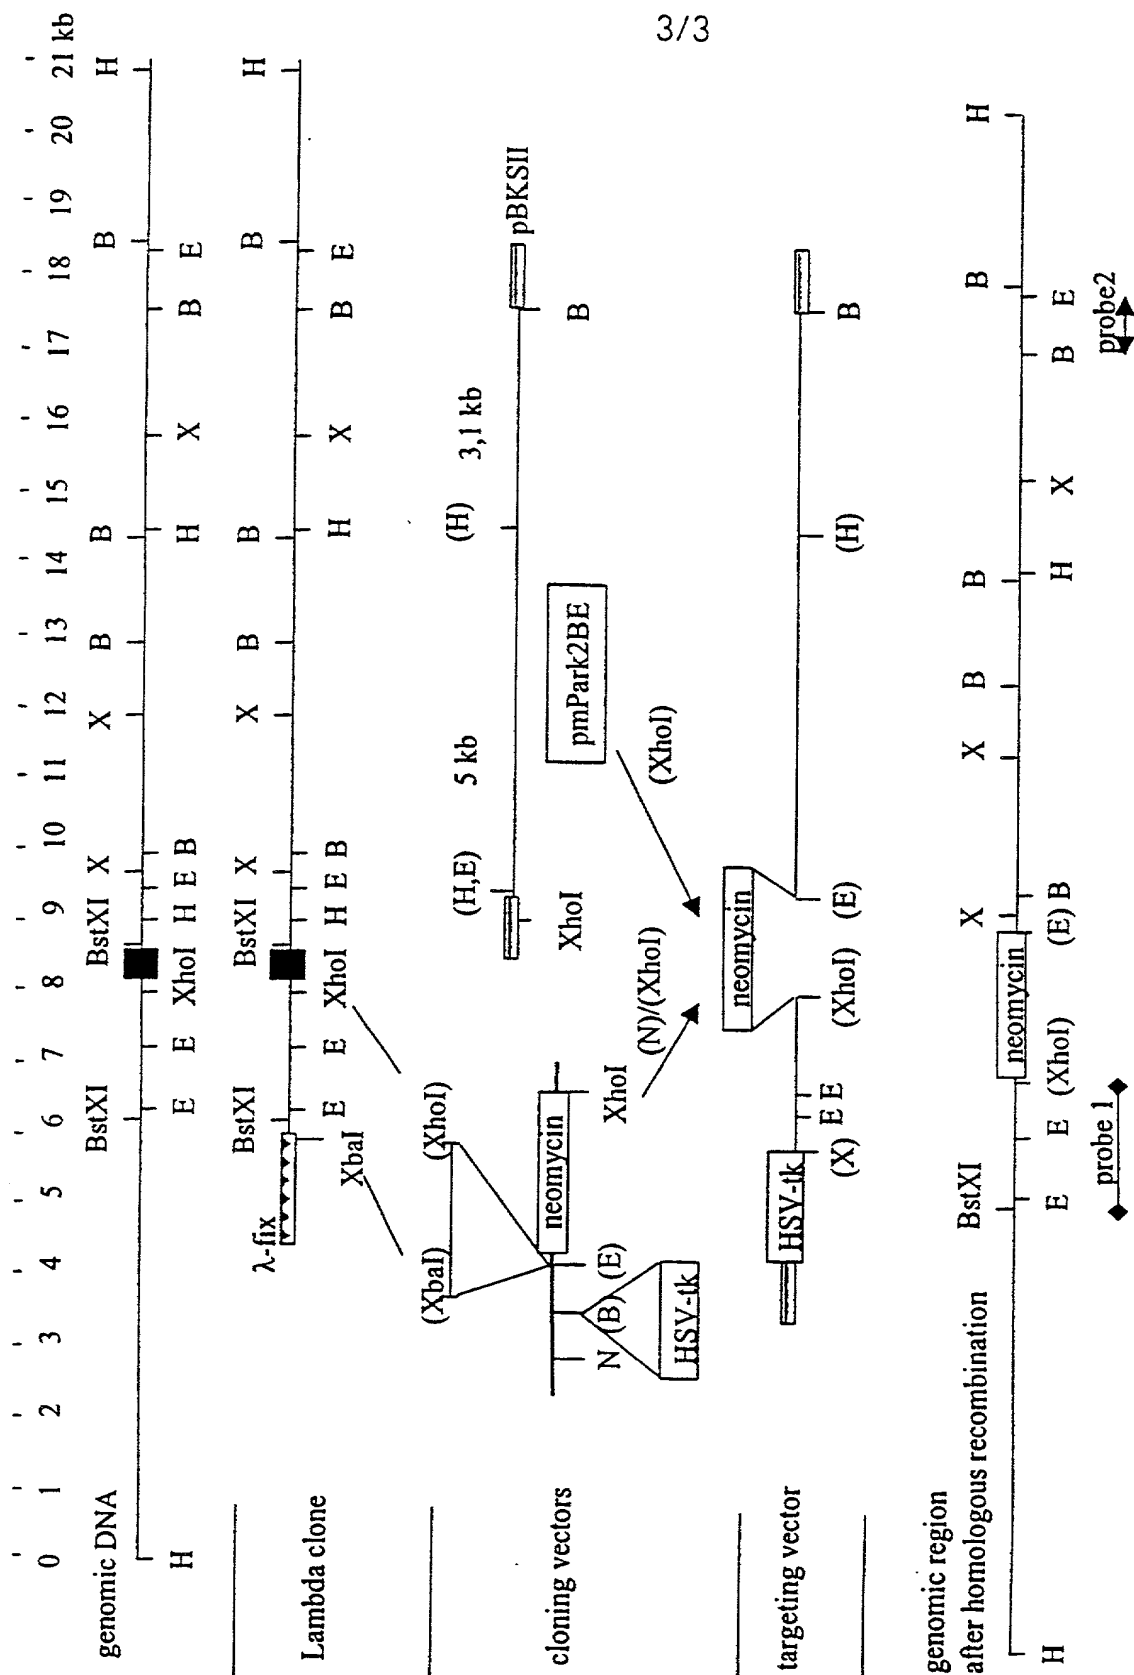 3/3
0 1 2 3 4 5 6 7 8 9 10 11 12 13 14 15 16 17 18 19 20 21 kb
genomic DNA
BstXI BstXI X X B B B H
H E E XhoI H E B H X B E
Lambda clone
λ-fix BstXI BstXI X X B B B H
XbaI E E XhoI H E B H X B E
cloning vectors
(XbaI) (XhoI) (H,E) 5 kb (H) 3,1 kb pBKSII
XhoI B
neomycin pmPark2BE
N (B) (E) XhoI
HSV-tk
(N)/(XhoI) (XhoI)
targeting vector
neomycin
HSV-tk
(X) E E (XhoI) (E) (H) B
genomic region
after homologous recombination
BstXI X X B B B H
neomycin
H E E (XhoI) (E) B H X B E
probe 1 probe2